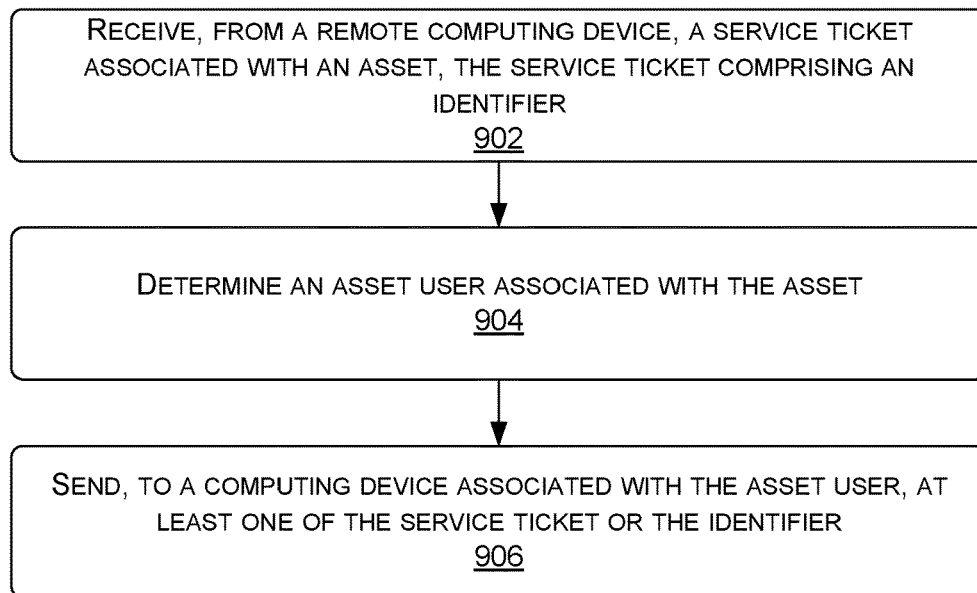 RECEIVE, FROM A REMOTE COMPUTING DEVICE, A SERVICE TICKET
ASSOCIATED WITH AN ASSET, THE SERVICE TICKET COMPRISING AN
IDENTIFIER
902
DETERMINE AN ASSET USER ASSOCIATED WITH THE ASSET
904
SEND, TO A COMPUTING DEVICE ASSOCIATED WITH THE ASSET USER, AT
LEAST ONE OF THE SERVICE TICKET OR THE IDENTIFIER
906